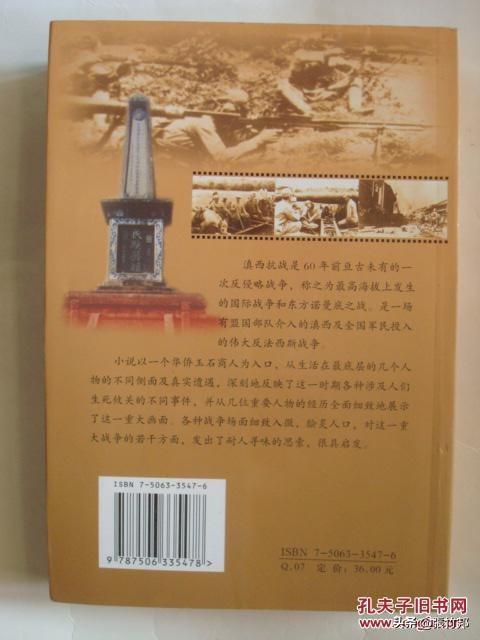 滇西抗战是60年前亘古未有的一
次反侵略战争，称之为最高海拔上发生
的国际战争和东方诺曼底之战。是一场
有盟国部队介入的滇西及全国军民投入
的伟大反法西斯战争。
小说以一个华侨玉石商人为入口，从生活在最底层的几个人
物的不同侧面及真实遭遇，深刻地反映了这一时期各种涉及人们
生死攸关的不同事件，并从几位重要人物的经历全面细致地展示
了这一重大画面。各种战争场面细致入微，脍炙人口，对这一重
大战争的若干方面，发出了耐人寻味的思索，很具启发。
ISBN 7-5063-3547-6
9 787506 335478 >
ISBN 7-5063-3547-6
Q.07 定价：36.00元
孔夫子旧书网